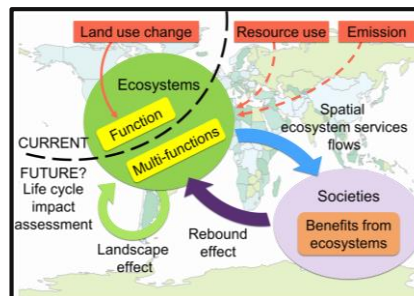 Land use change
Resource use
Emission
Ecosystems
Function
Multi-functions
CURRENT
FUTURE?
Life cycle
impact
assessment
Spatial
ecosystem services
flows
Societies
Benefits from
ecosystems
Rebound
effect
Landscape
effect